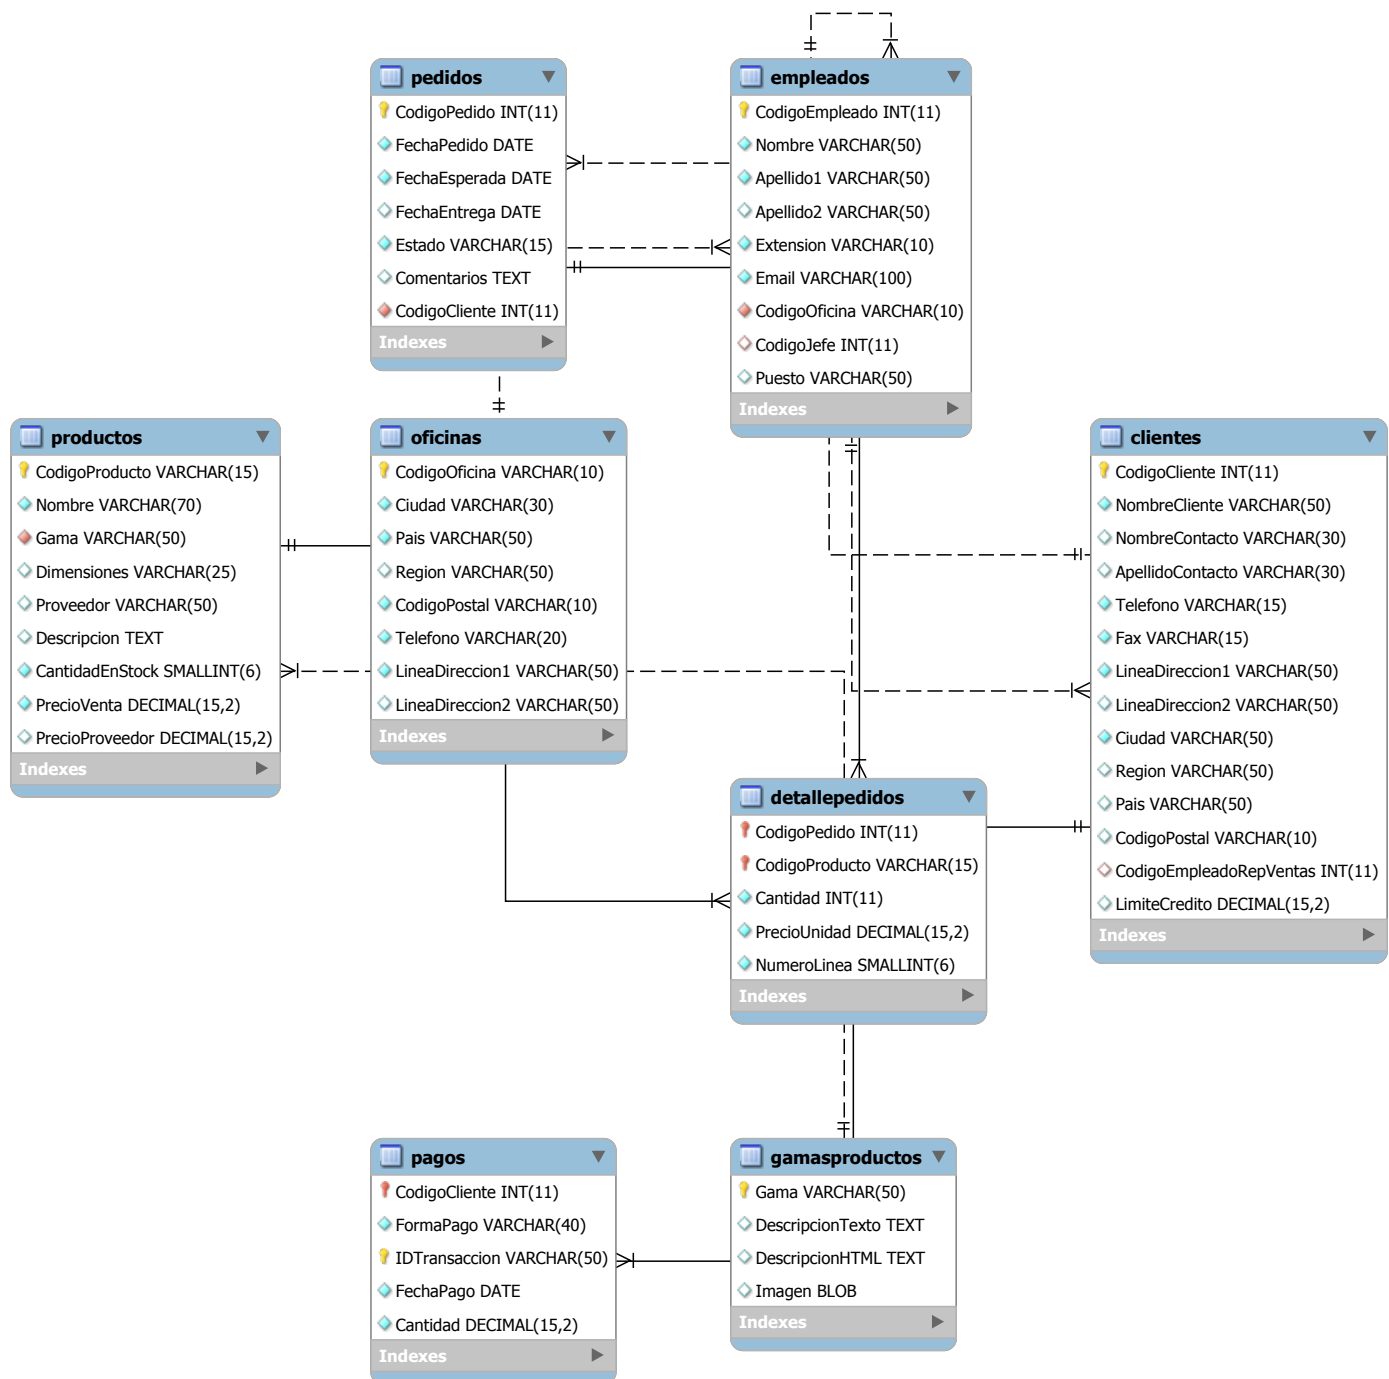 pedidos
CodigoPedido INT(11)
FechaPedido DATE
FechaEsperada DATE
FechaEntrega DATE
Estado VARCHAR(15)
Comentarios TEXT
CodigoCliente INT(11)
Indexes
empleados
CodigoEmpleado INT(11)
Nombre VARCHAR(50)
Apellido1 VARCHAR(50)
Apellido2 VARCHAR(50)
Extension VARCHAR(10)
Email VARCHAR(100)
CodigoOficina VARCHAR(10)
CodigoJefe INT(11)
Puesto VARCHAR(50)
Indexes
productos
CodigoProducto VARCHAR(15)
Nombre VARCHAR(70)
Gama VARCHAR(50)
Dimensiones VARCHAR(25)
Proveedor VARCHAR(50)
Descripcion TEXT
CantidadEnStock SMALLINT(6)
PrecioVenta DECIMAL(15,2)
PrecioProveedor DECIMAL(15,2)
Indexes
oficinas
CodigoOficina VARCHAR(10)
Ciudad VARCHAR(30)
Pais VARCHAR(50)
Region VARCHAR(50)
CodigoPostal VARCHAR(10)
Telefono VARCHAR(20)
LineaDireccion1 VARCHAR(50)
LineaDireccion2 VARCHAR(50)
Indexes
clientes
CodigoCliente INT(11)
NombreCliente VARCHAR(50)
NombreContacto VARCHAR(30)
ApellidoContacto VARCHAR(30)
Telefono VARCHAR(15)
Fax VARCHAR(15)
LineaDireccion1 VARCHAR(50)
LineaDireccion2 VARCHAR(50)
Ciudad VARCHAR(50)
Region VARCHAR(50)
Pais VARCHAR(50)
CodigoPostal VARCHAR(10)
CodigoEmpleadoRepVentas INT(11)
LimiteCredito DECIMAL(15,2)
Indexes
detallepedidos
CodigoPedido INT(11)
CodigoProducto VARCHAR(15)
Cantidad INT(11)
PrecioUnidad DECIMAL(15,2)
NumeroLinea SMALLINT(6)
Indexes
pagos
CodigoCliente INT(11)
FormaPago VARCHAR(40)
IDTransaccion VARCHAR(50)
FechaPago DATE
Cantidad DECIMAL(15,2)
Indexes
gamasproductos
Gama VARCHAR(50)
DescripcionTexto TEXT
DescripcionHTML TEXT
Imagen BLOB
Indexes